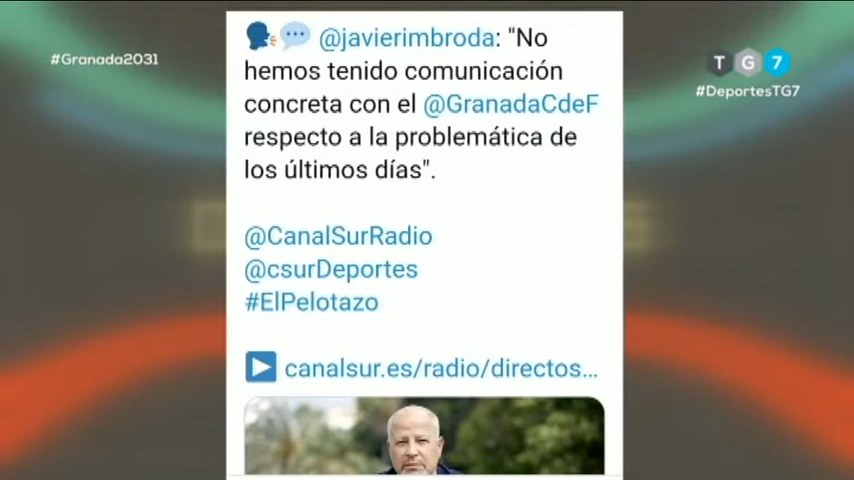 #Granada2031
@javierimbroda: "No
hemos tenido comunicación
concreta con el @GranadaCdeF
respecto a la problemática de
los últimos días".
@CanalSurRadio
@csurDeportes
#ElPelotazo
canalsur.es/radio/directos...
TG7
#DeportesTG7